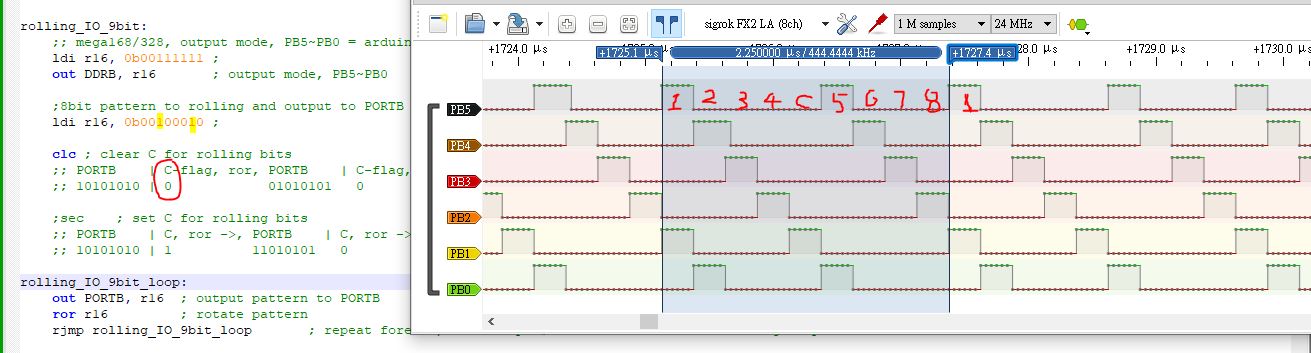 rolling_IO_9bit:
;; mega168/328, output mode, PB5~PB0 = arduin
ldi r16, 0b00111111 ;
out DDRB, r16 ; output mode, PB5~PB0
;8bit pattern to rolling and output to PORTB
ldi r16, 0b00100010 ;
clc ; clear C for rolling bits
;; PORTB | C-flag, ror, PORTB | C-flag,
;; 10101010 | 0 01010101 0
;sec ; set C for rolling bits
;; PORTB | C, ror ->, PORTB | C, ror ->
;; 10101010 | 1 11010101 0
rolling_IO_9bit_loop:
out PORTB, r16 ; output pattern to PORTB
ror r16 ; rotate pattern
rjmp rolling_IO_9bit_loop ; repeat fore
sigrok FX2 LA (8ch) 1 M samples 24 MHz
+1724.0 µs +1729.0 µs +1730.0 µs
+1725.1 µs 2.250000 µs / 444.4444 kHz +1727.4 µs
PB5 1 2 3 4 C 5 6 7 8 1
PB4
PB3
PB2
PB1
PB0